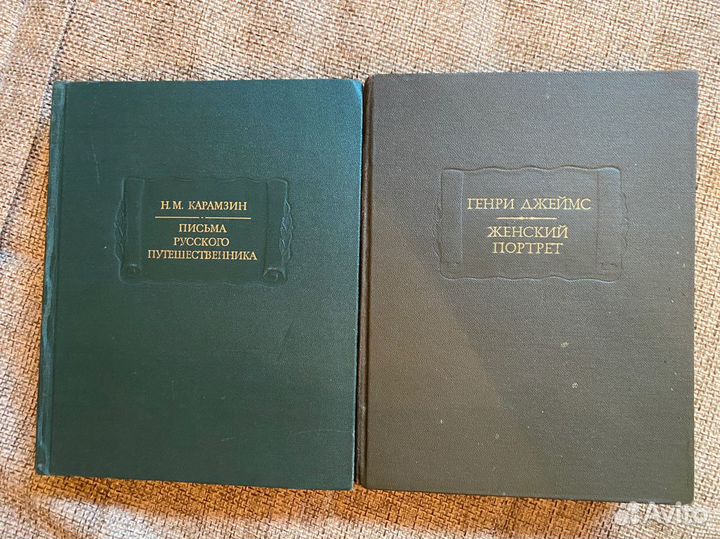 Н.М. КАРАМЗИН
ПИСЬМА
РУССКОГО
ПУТЕШЕСТВЕННИКА
ГЕНРИ ДЖЕЙМС
ЖЕНСКИЙ
ПОРТРЕТ
Avito